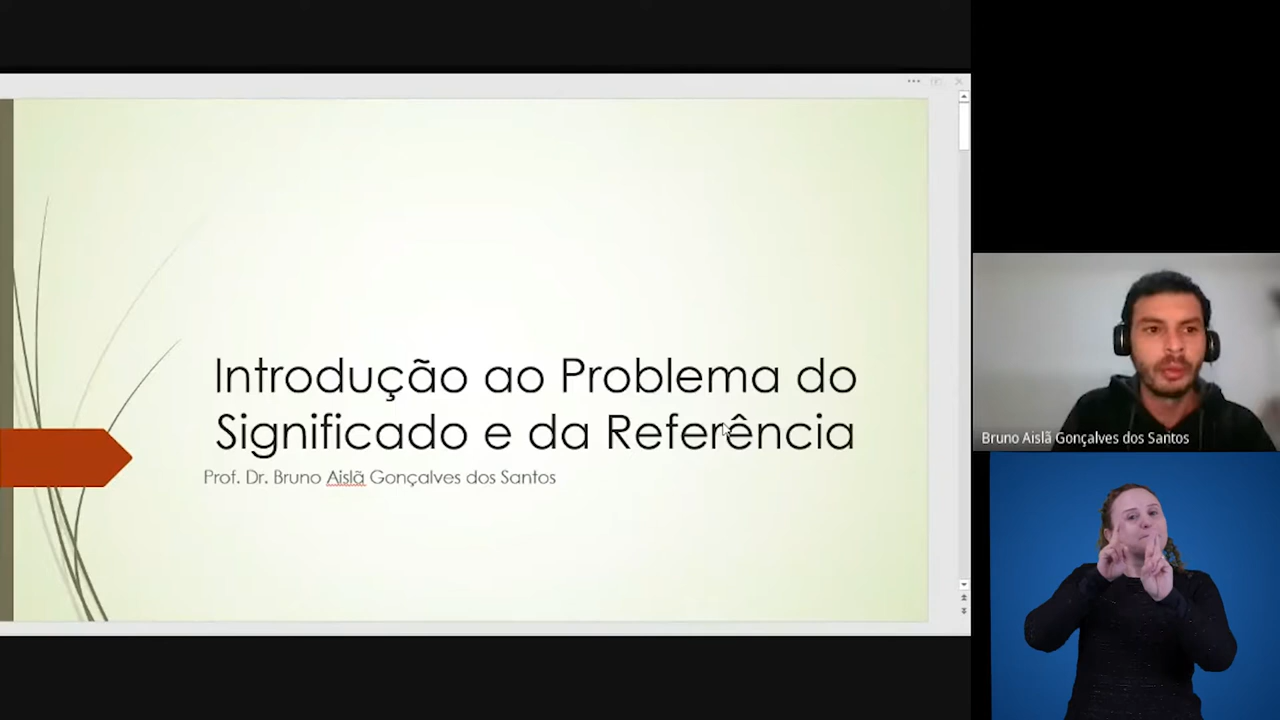 Introdução ao Problema do
Significado e da Referência
Prof. Dr. Bruno Aislã Gonçalves dos Santos
Bruno Aislã Gonçalves dos Santos